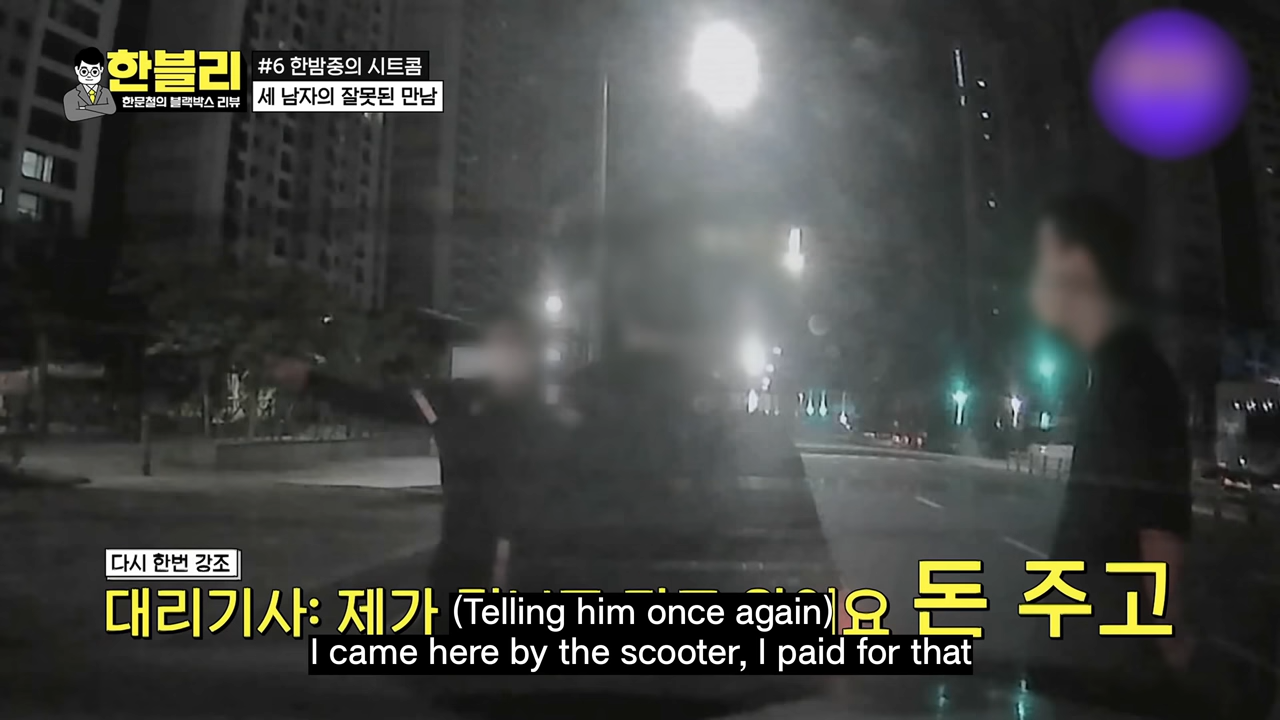 한블리
한문철의 블랙박스 리뷰
#6 한밤중의 시트콤
세 남자의 잘못된 만남
다시 한번 강조
대리기사: 제가 요 돈 주고
(Telling him once again)
I came here by the scooter, I paid for that